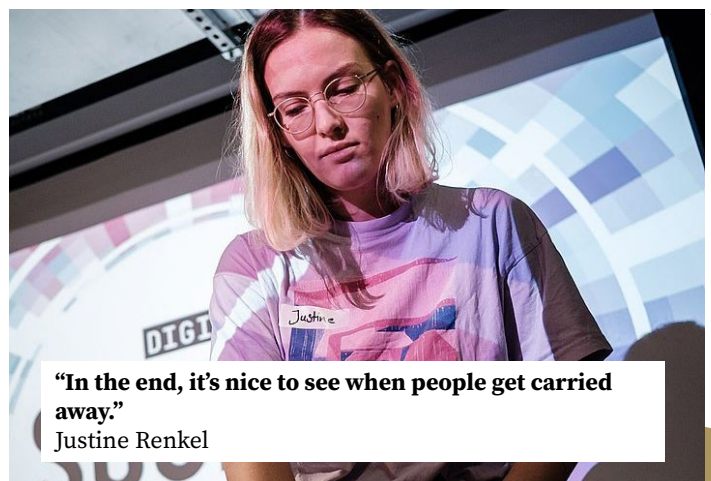 Justine
DIGI
“In the end, it’s nice to see when people get carried
away.”
Justine Renkel